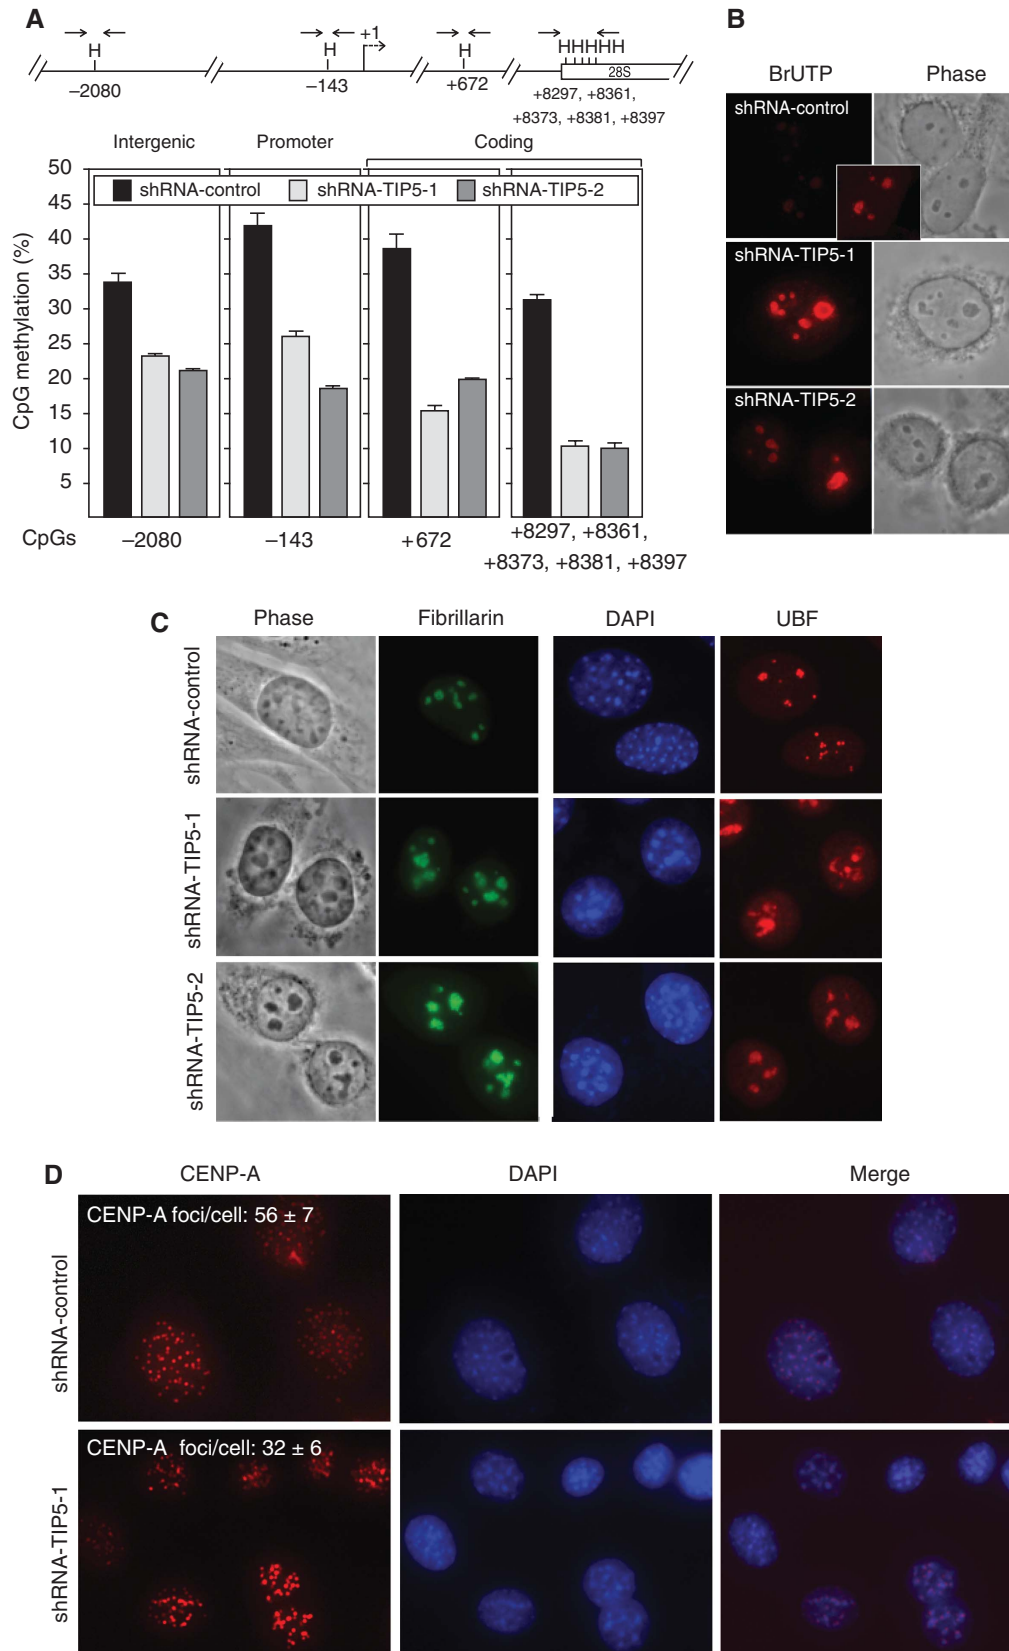 A
+1
H H H HHHHH
28S
−2080 −143 +672 +8297, +8361,
+8373, +8381, +8397
Intergenic Promoter Coding
shRNA-control shRNA-TIP5-1 shRNA-TIP5-2
CpG methylation (%)
50
45
40
35
30
25
20
15
10
5
CpGs −2080 −143 +672 +8297, +8361,
+8373, +8381, +8397
B
BrUTP Phase
shRNA-control
shRNA-TIP5-1
shRNA-TIP5-2
C
Phase Fibrillarin DAPI UBF
shRNA-control
shRNA-TIP5-1
shRNA-TIP5-2
D
CENP-A DAPI Merge
shRNA-control
CENP-A foci/cell: 56 ± 7
shRNA-TIP5-1
CENP-A foci/cell: 32 ± 6